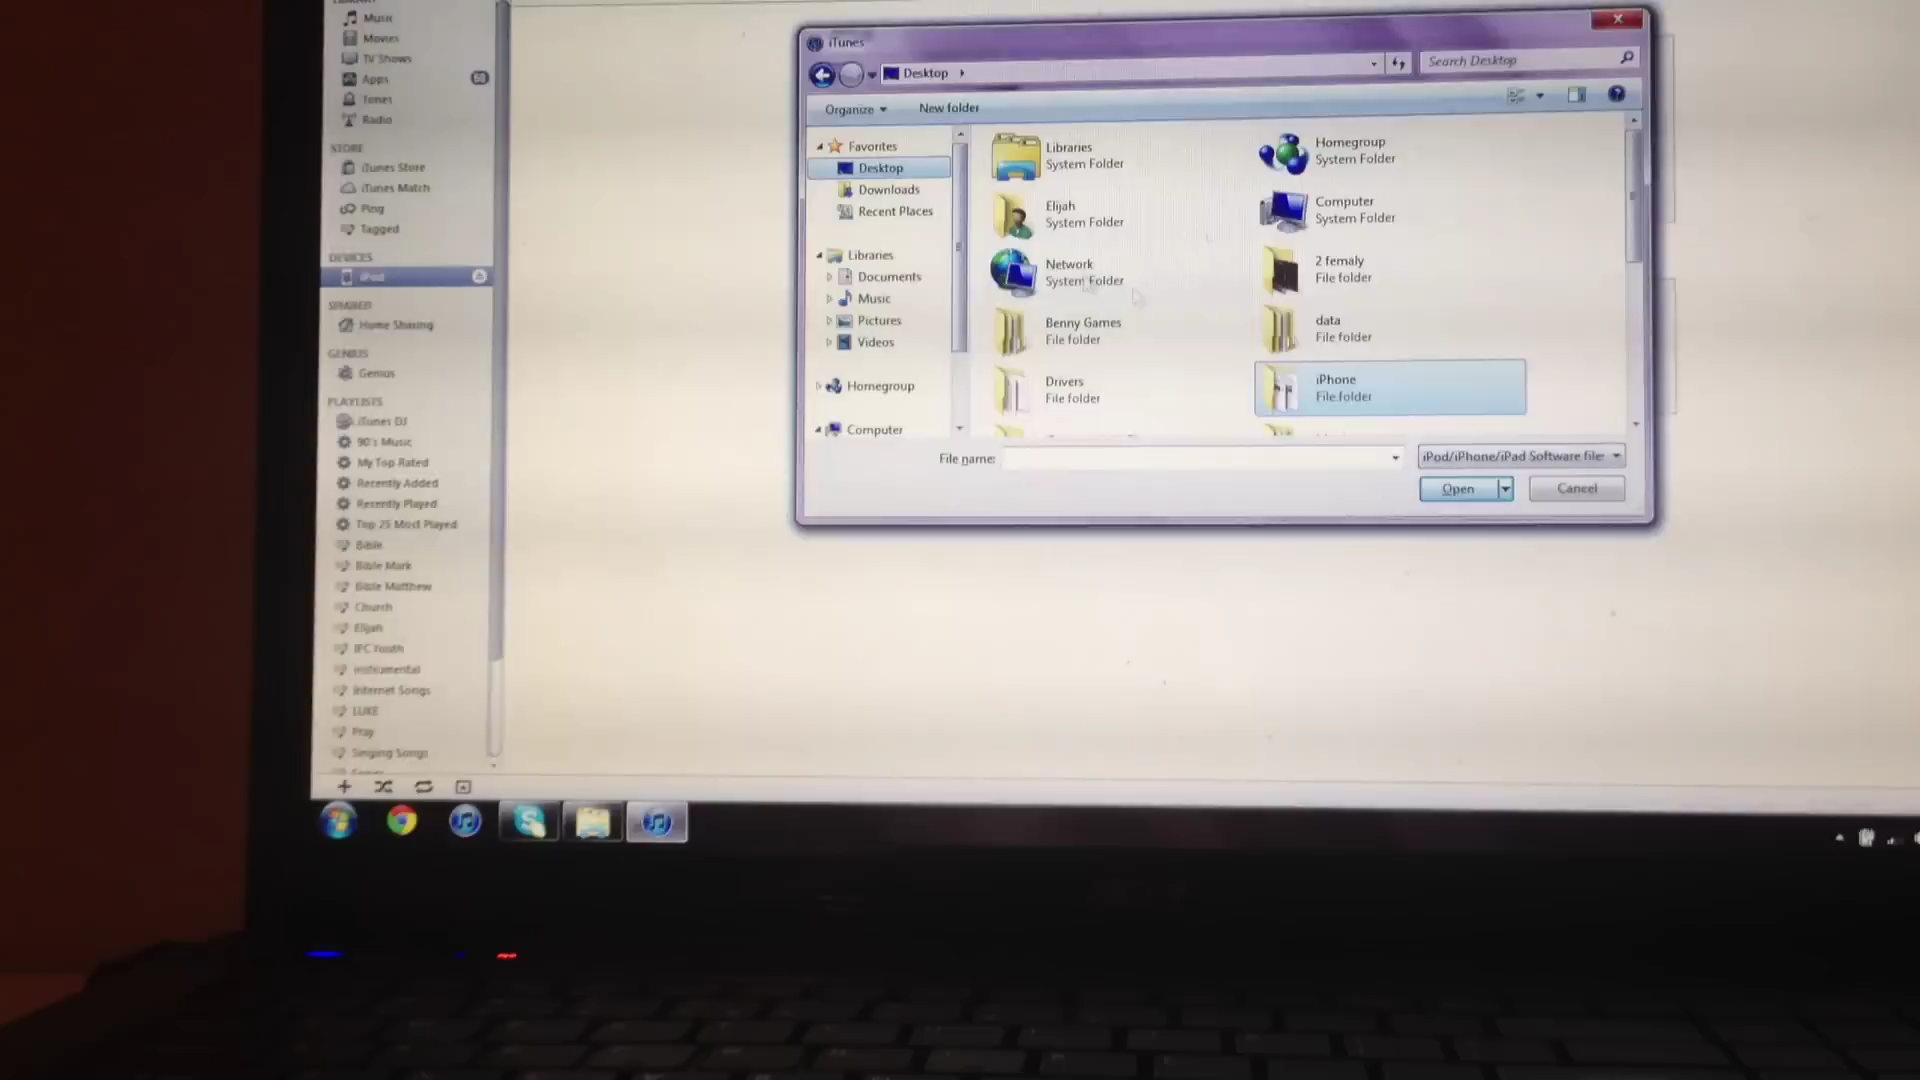 Music
Movies
TV Shows
Apps
Tones
Radio
STORE
iTunes Store
iTunes Match
Ping
Tagged
DEVICES
iPod
SHARED
Home Sharing
GENIUS
Genius
PLAYLISTS
iTunes DJ
90's Music
My Top Rated
Recently Added
Recently Played
Top 25 Most Played
Bible
Bible Mark
Bible Matthew
Church
Elijah
IFC Youth
instrumental
Internet Songs
LUKE
Pray
Singing Songs
iTunes
Desktop
Search Desktop
Organize
New folder
Favorites
Desktop
Downloads
Recent Places
Libraries
Documents
Music
Pictures
Videos
Homegroup
Computer
Libraries
System Folder
Homegroup
System Folder
Elijah
System Folder
Computer
System Folder
Network
System Folder
2 femaly
File folder
Benny Games
File folder
data
File folder
Drivers
File folder
iPhone
File folder
File name:
iPod/iPhone/iPad Software files
Open
Cancel